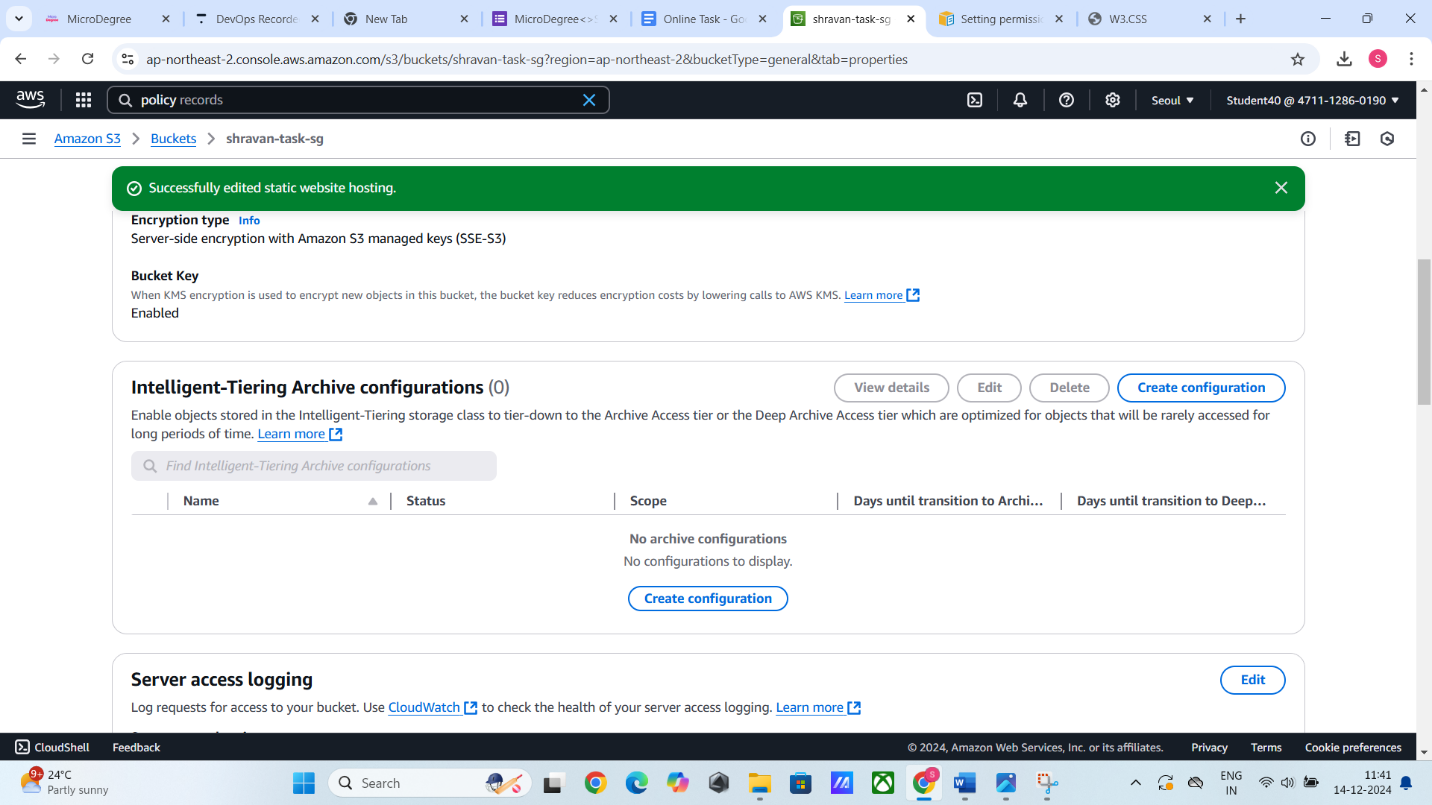 MicroDegree
DevOps Recorde
New Tab
MicroDegree<>S
Online Task - Goo
shravan-task-sg
Setting permissio
W3.CSS
ap-northeast-2.console.aws.amazon.com/s3/buckets/shravan-task-sg?region=ap-northeast-2&bucketType=general&tab=properties
S
aws
policy records
Seoul ▼
Student40 @ 4711-1286-0190 ▼
Amazon S3 > Buckets > shravan-task-sg
Successfully edited static website hosting.
Encryption type Info
Server-side encryption with Amazon S3 managed keys (SSE-S3)
Bucket Key
When KMS encryption is used to encrypt new objects in this bucket, the bucket key reduces encryption costs by lowering calls to AWS KMS. Learn more
Enabled
Intelligent-Tiering Archive configurations (0)
View details
Edit
Delete
Create configuration
Enable objects stored in the Intelligent-Tiering storage class to tier-down to the Archive Access tier or the Deep Archive Access tier which are optimized for objects that will be rarely accessed for
long periods of time. Learn more
Find Intelligent-Tiering Archive configurations
Name
Status
Scope
Days until transition to Archi...
Days until transition to Deep...
No archive configurations
No configurations to display.
Create configuration
Server access logging
Edit
Log requests for access to your bucket. Use CloudWatch to check the health of your server access logging. Learn more
CloudShell
Feedback
© 2024, Amazon Web Services, Inc. or its affiliates.
Privacy
Terms
Cookie preferences
9+
24°C
Partly sunny
Search
S
ENG
IN
11:41
14-12-2024